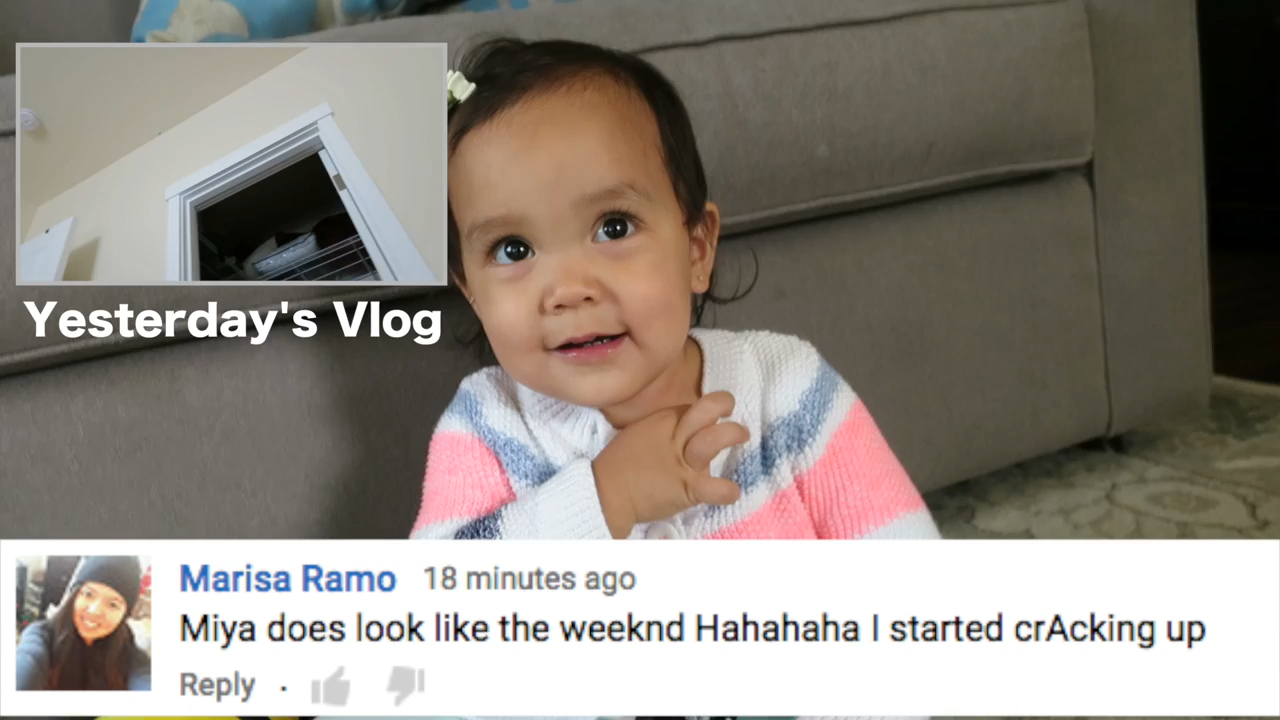 Yesterday's Vlog
Marisa Ramo 18 minutes ago
Miya does look like the weeknd Hahahaha I started crAcking up
Reply ·